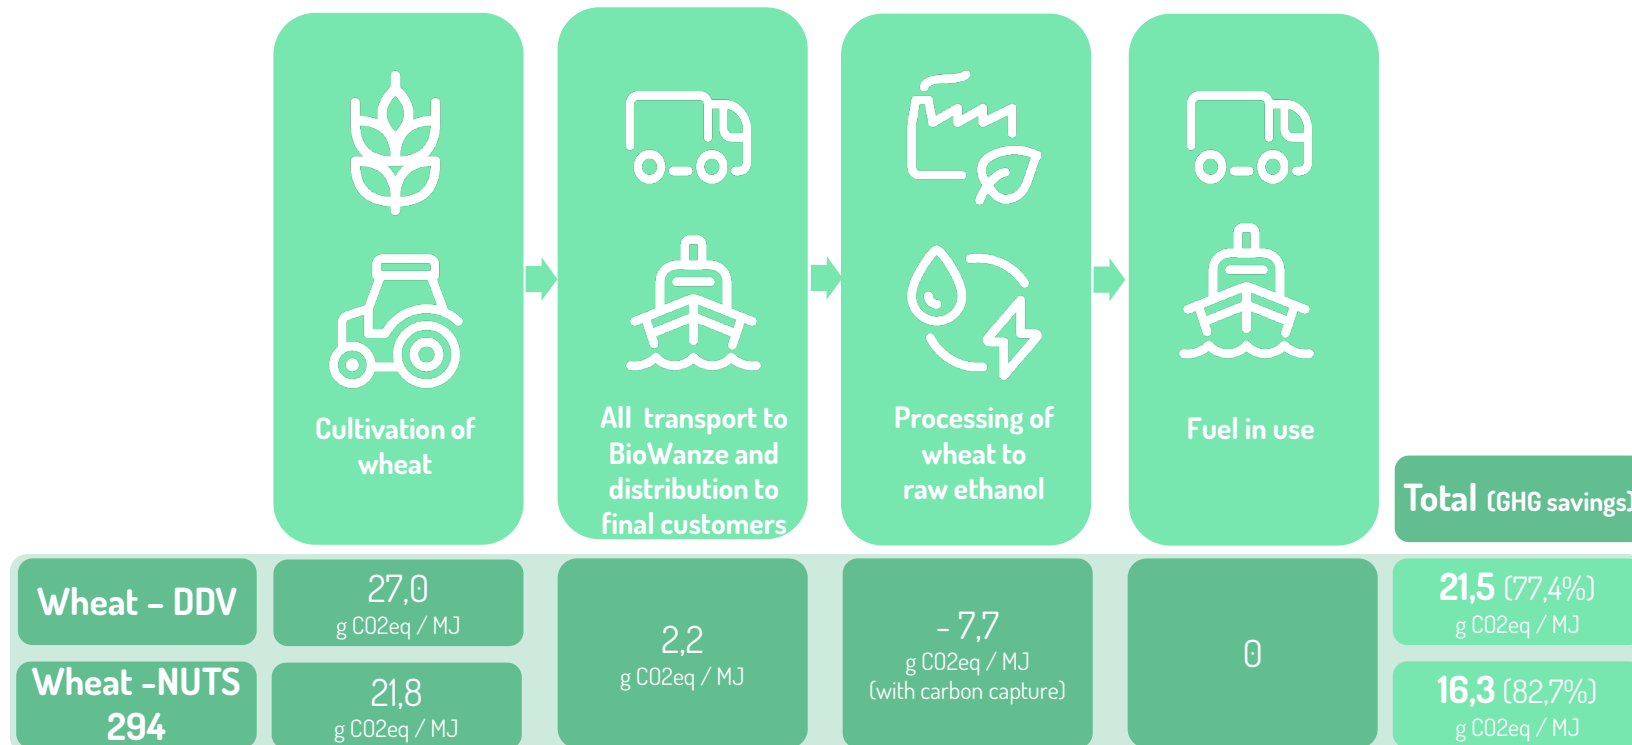 Cultivation of
wheat
All transport to
BioWanze and
distribution to
final customers
Processing of
wheat to
raw ethanol
Fuel in use
Total (GHG savings)
Wheat – DDV
27,0
g CO2eq / MJ
2,2
g CO2eq / MJ
- 7,7
g CO2eq / MJ
(with carbon capture)
0
21,5 (77,4%)
g CO2eq / MJ
Wheat -NUTS
294
21,8
g CO2eq / MJ
16,3 (82,7%)
g CO2eq / MJ